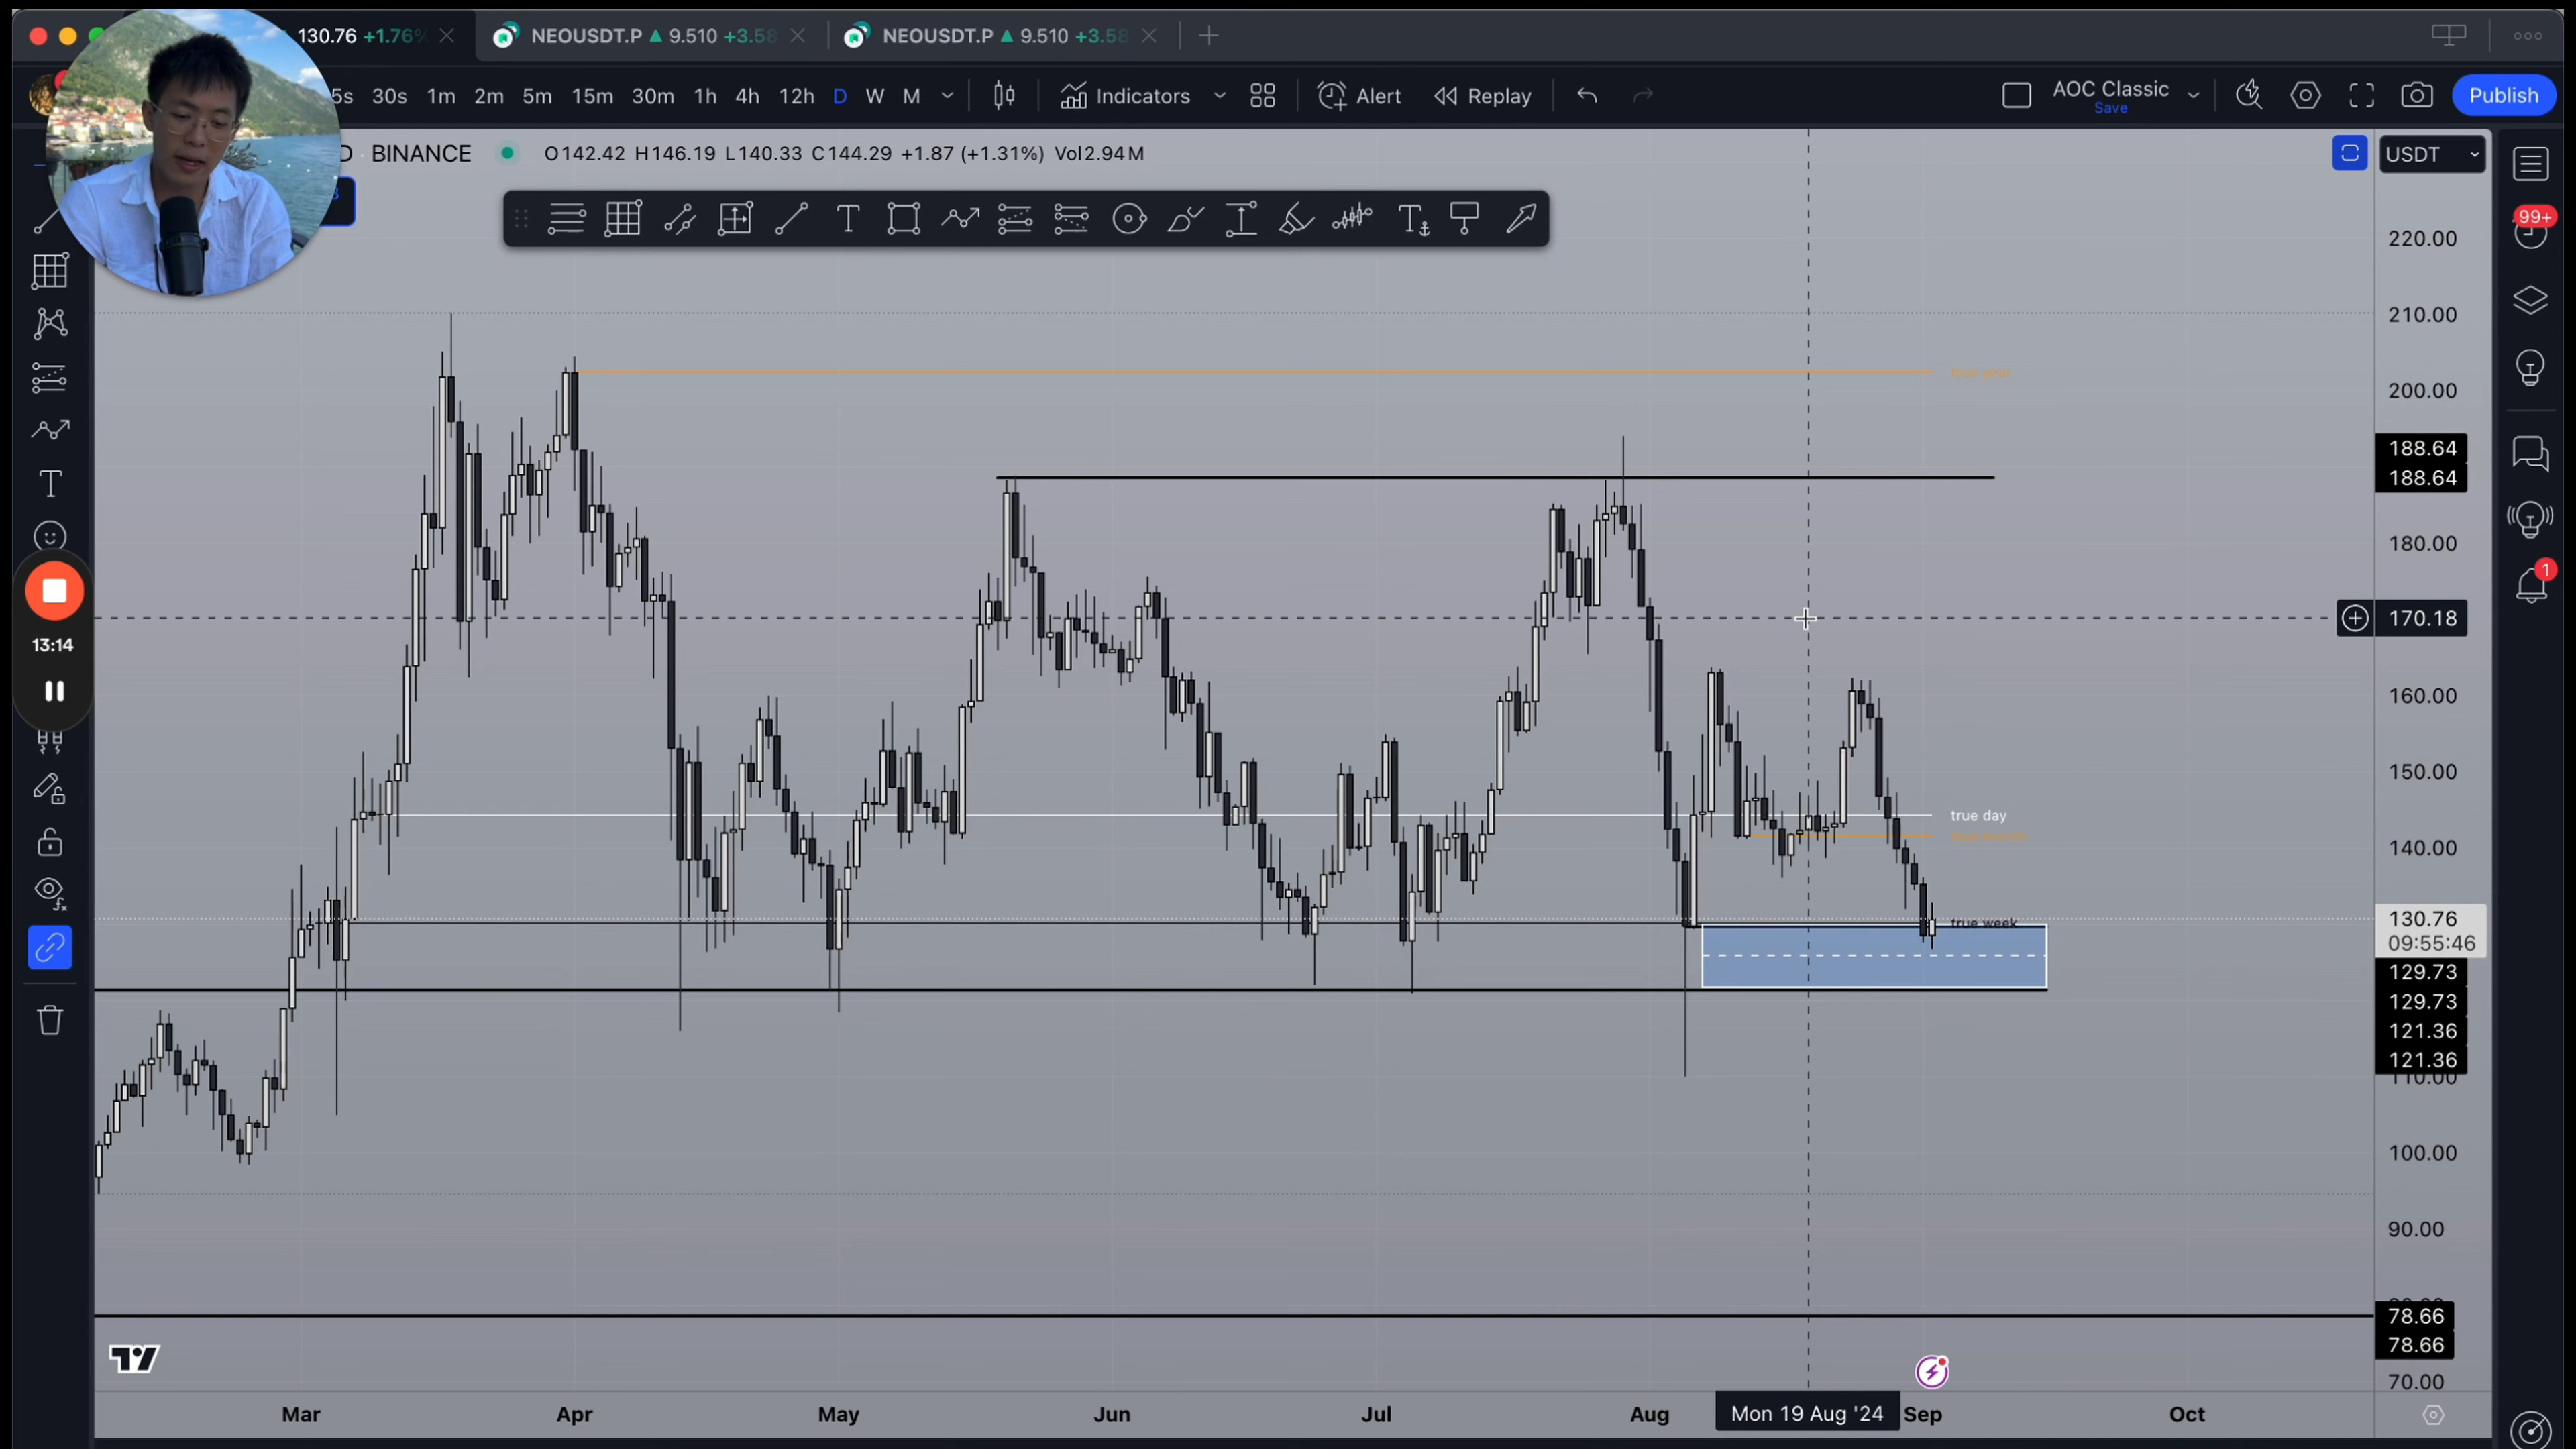 130.76 +1.76%
NEOUSDT.P ▲ 9.510 +3.58
NEOUSDT.P ▲ 9.510 +3.58
5s 30s 1m 2m 5m 15m 30m 1h 4h 12h D W M
Indicators
Alert
Replay
AOC Classic
Save
Publish
D · BINANCE
O142.42 H146.19 L140.33 C144.29 +1.87 (+1.31%) Vol2.94M
USDT
99+
220.00
210.00
200.00
188.64
188.64
180.00
170.18
160.00
150.00
true day
140.00
true week
130.76
09:55:46
129.73
129.73
121.36
121.36
110.00
100.00
90.00
78.66
78.66
70.00
1
13:14
Mar Apr May Jun Jul Aug Mon 19 Aug '24 Sep Oct